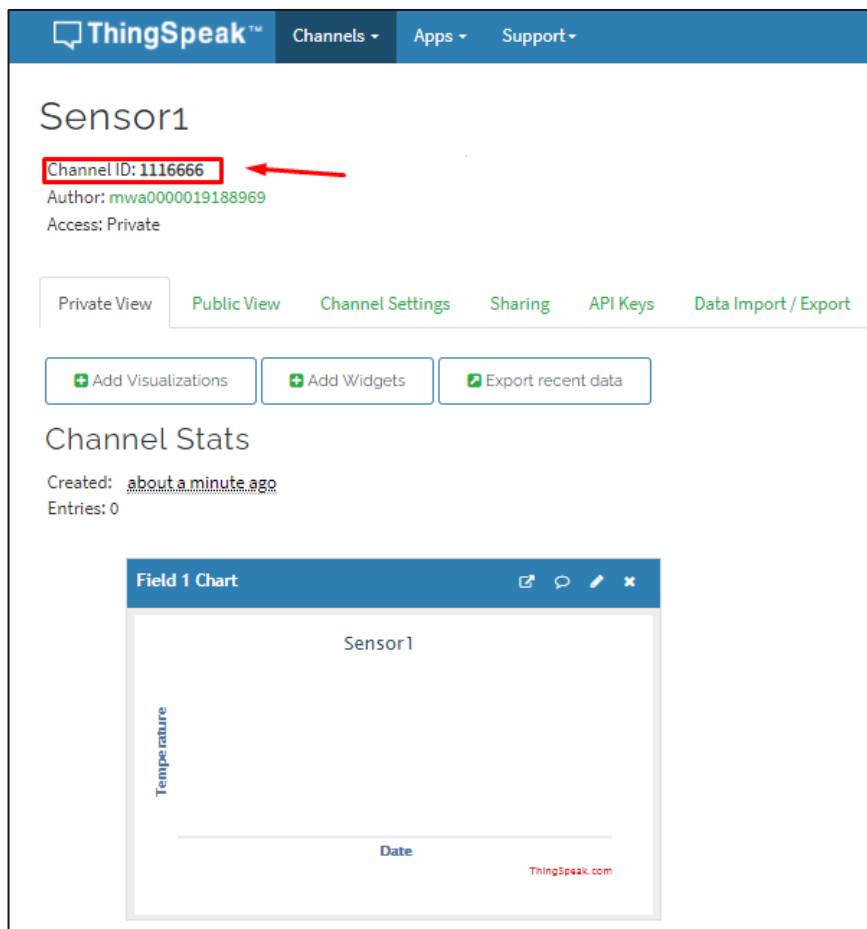 ThingSpeak™ Channels Apps Support
Sensor1
Channel ID: 1116666
Author: mwa0000019188969
Access: Private
Private View Public View Channel Settings Sharing API Keys Data Import / Export
Add Visualizations Add Widgets Export recent data
Channel Stats
Created: about a minute ago
Entries: 0
Field 1 Chart
Sensor1
Temperature
Date
ThingSpeak.com